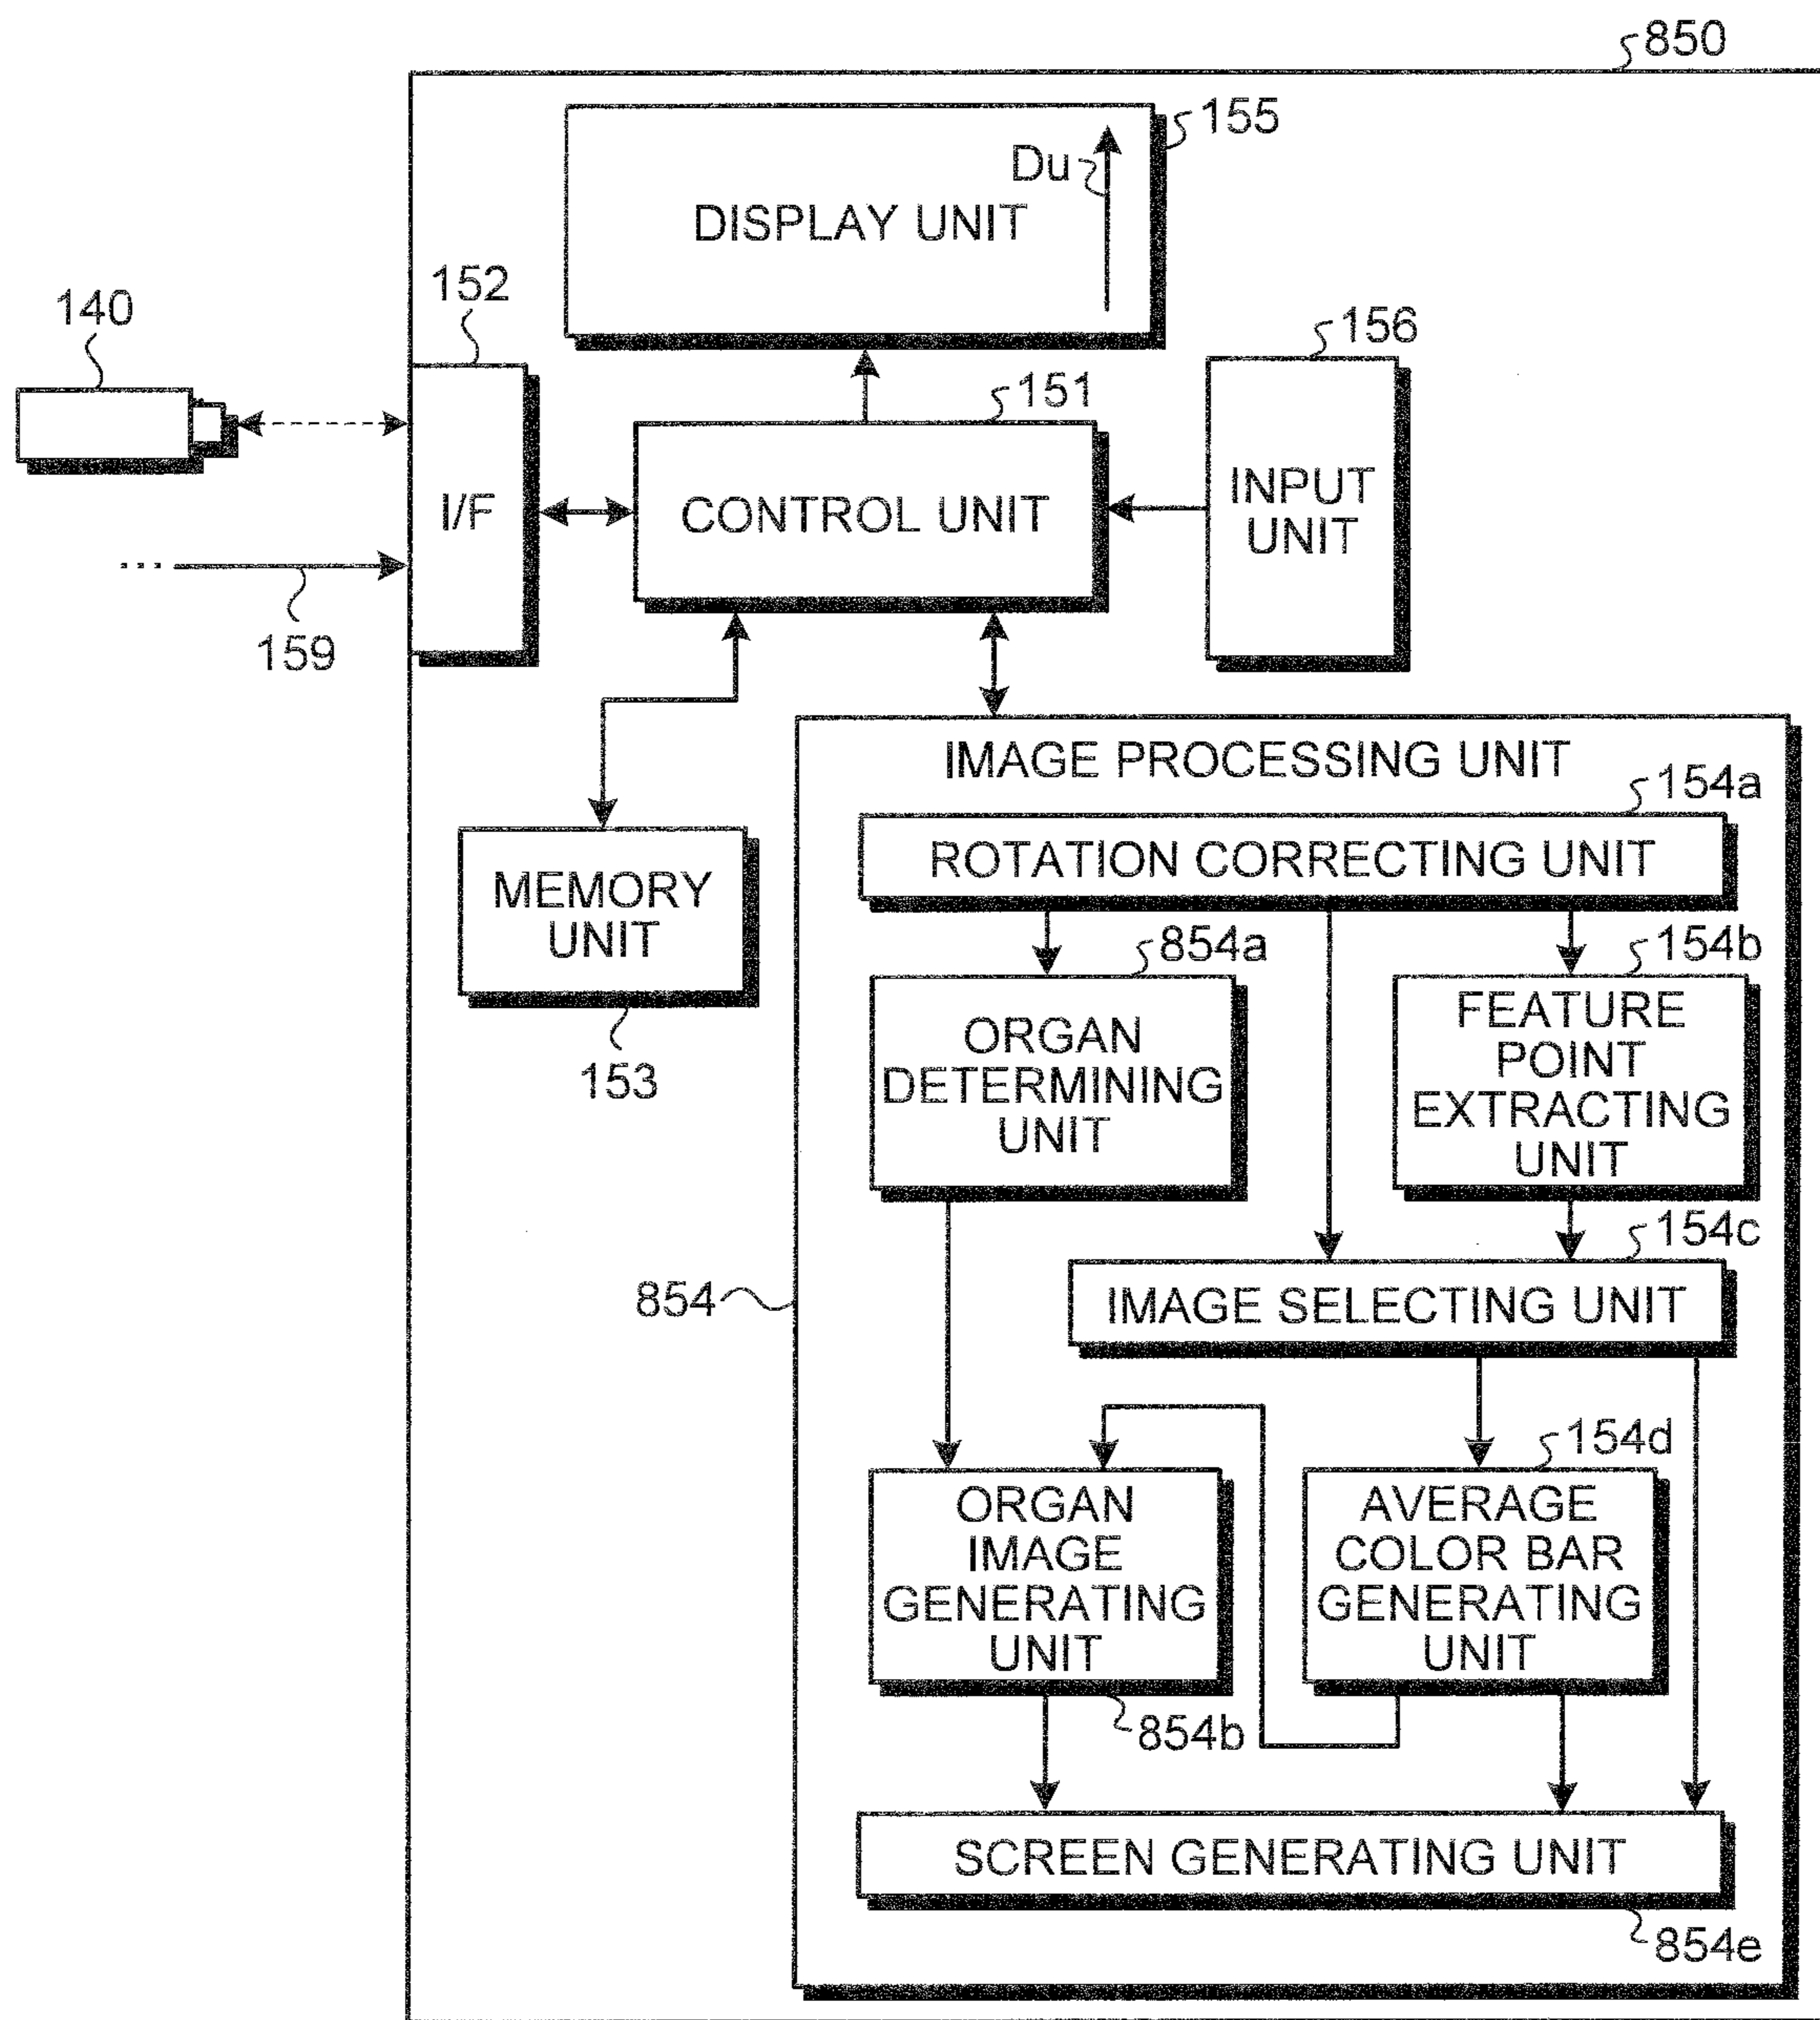 850
155
Du
DISPLAY UNIT
152
140
156
151
I/F
CONTROL UNIT
INPUT
UNIT
159
IMAGE PROCESSING UNIT
154a
ROTATION CORRECTING UNIT
MEMORY
UNIT
153
854a
154b
ORGAN
DETERMINING
UNIT
FEATURE
POINT
EXTRACTING
UNIT
154c
854
IMAGE SELECTING UNIT
154d
ORGAN
IMAGE
GENERATING
UNIT
AVERAGE
COLOR BAR
GENERATING
UNIT
854b
SCREEN GENERATING UNIT
854e